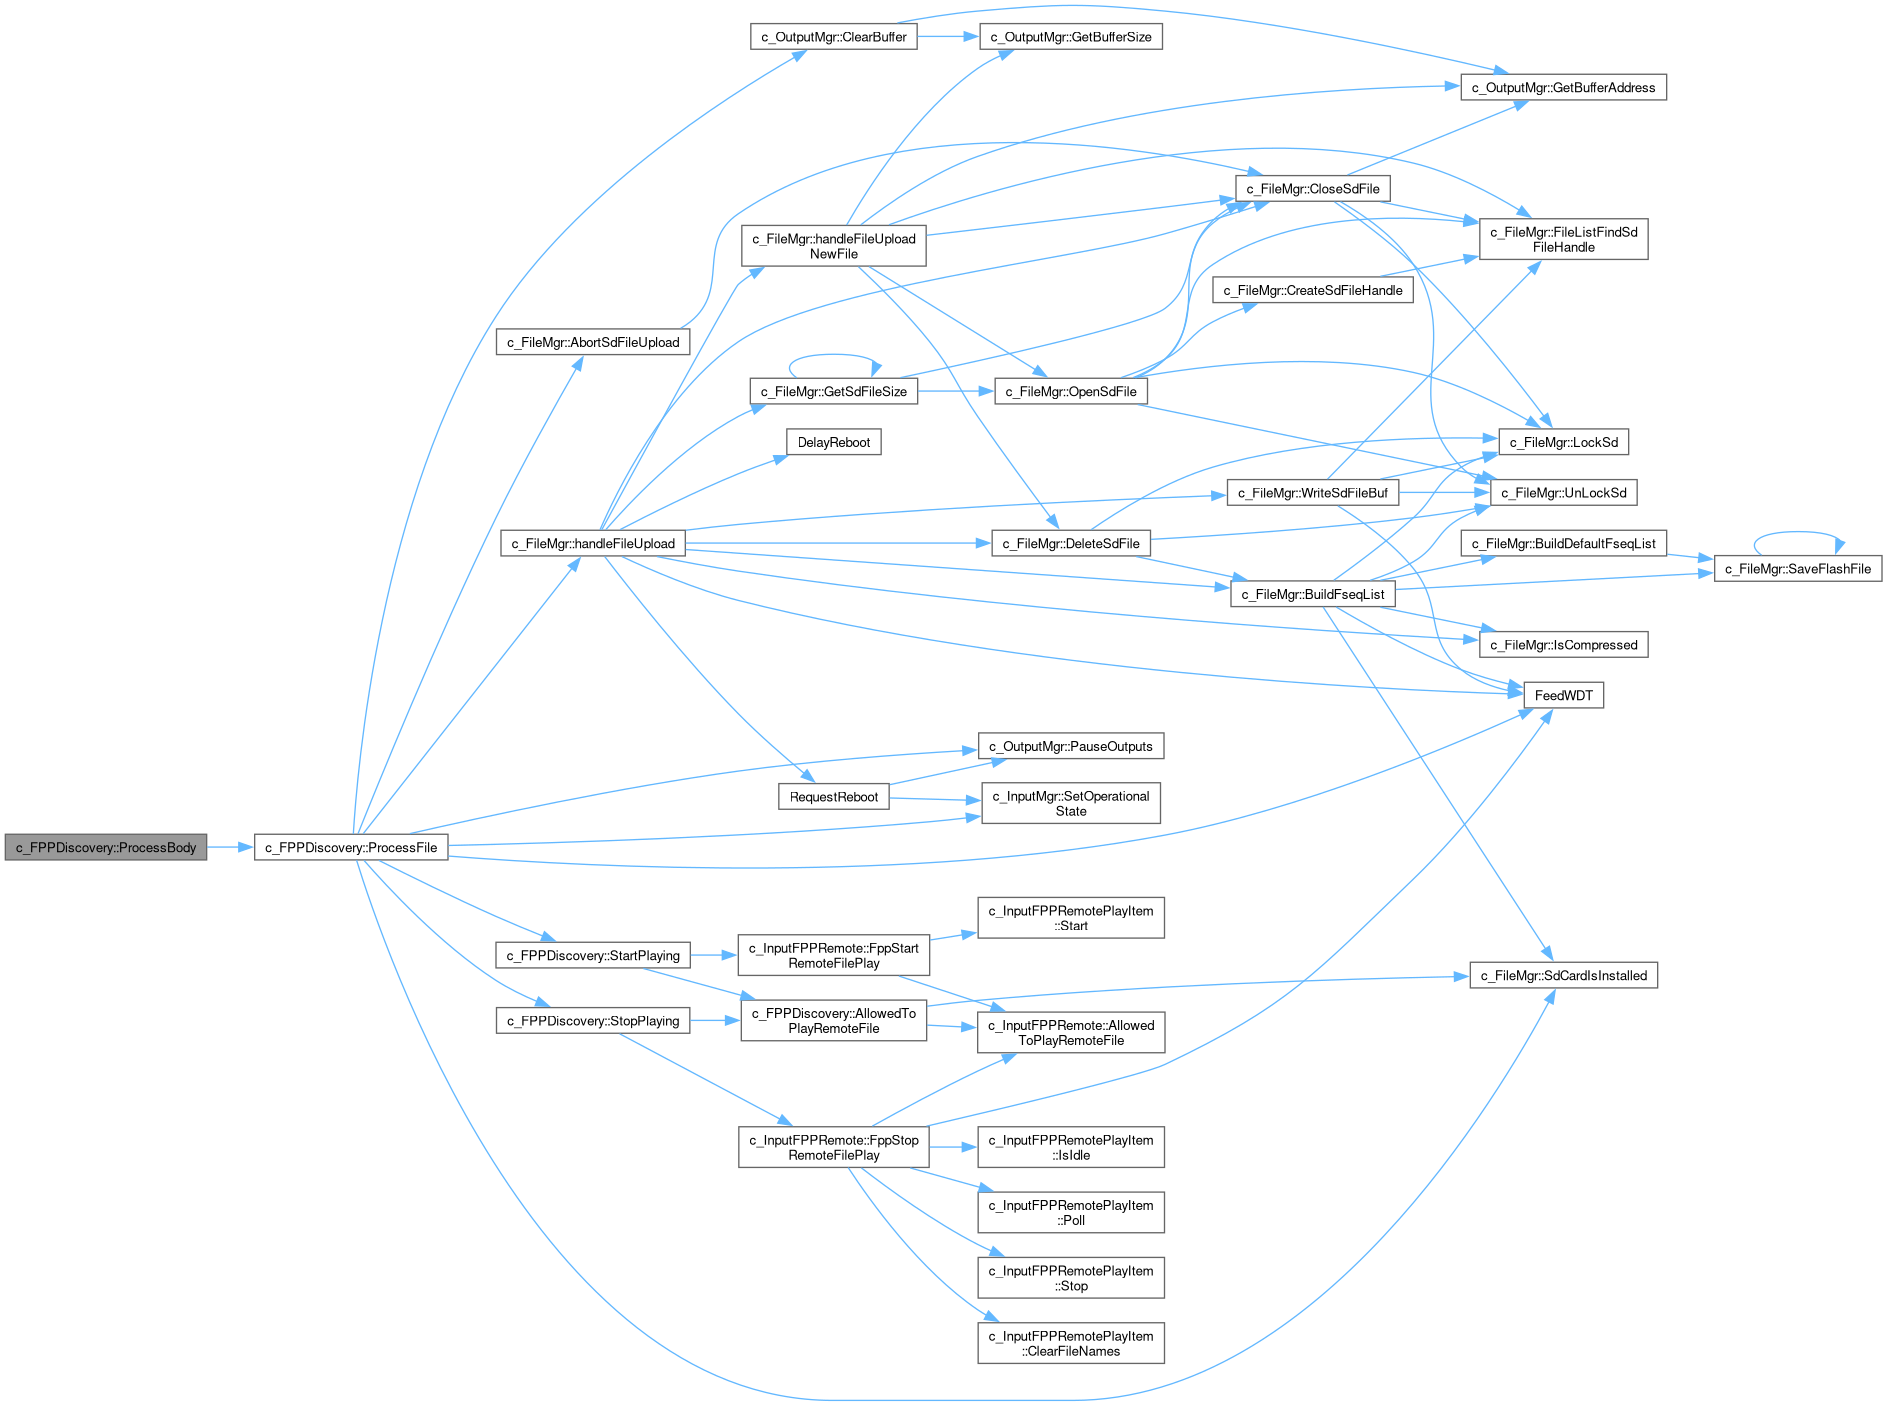 c_OutputMgr::ClearBuffer
c_OutputMgr::GetBufferSize
c_OutputMgr::GetBufferAddress
c_FileMgr::CloseSdFile
c_FileMgr::handleFileUpload
NewFile
c_FileMgr::FileListFindSd
FileHandle
c_FileMgr::CreateSdFileHandle
c_FileMgr::AbortSdFileUpload
c_FileMgr::GetSdFileSize
c_FileMgr::OpenSdFile
DelayReboot
c_FileMgr::LockSd
c_FileMgr::WriteSdFileBuf
c_FileMgr::UnLockSd
c_FileMgr::handleFileUpload
c_FileMgr::DeleteSdFile
c_FileMgr::BuildDefaultFseqList
c_FileMgr::SaveFlashFile
c_FileMgr::BuildFseqList
c_FileMgr::IsCompressed
FeedWDT
c_OutputMgr::PauseOutputs
RequestReboot
c_InputMgr::SetOperational
State
c_FPPDiscovery::ProcessBody
c_FPPDiscovery::ProcessFile
c_InputFPPRemotePlayItem
::Start
c_FPPDiscovery::StartPlaying
c_InputFPPRemote::FppStart
RemoteFilePlay
c_FileMgr::SdCardIsInstalled
c_FPPDiscovery::StopPlaying
c_FPPDiscovery::AllowedTo
PlayRemoteFile
c_InputFPPRemote::Allowed
ToPlayRemoteFile
c_InputFPPRemote::FppStop
RemoteFilePlay
c_InputFPPRemotePlayItem
::IsIdle
c_InputFPPRemotePlayItem
::Poll
c_InputFPPRemotePlayItem
::Stop
c_InputFPPRemotePlayItem
::ClearFileNames